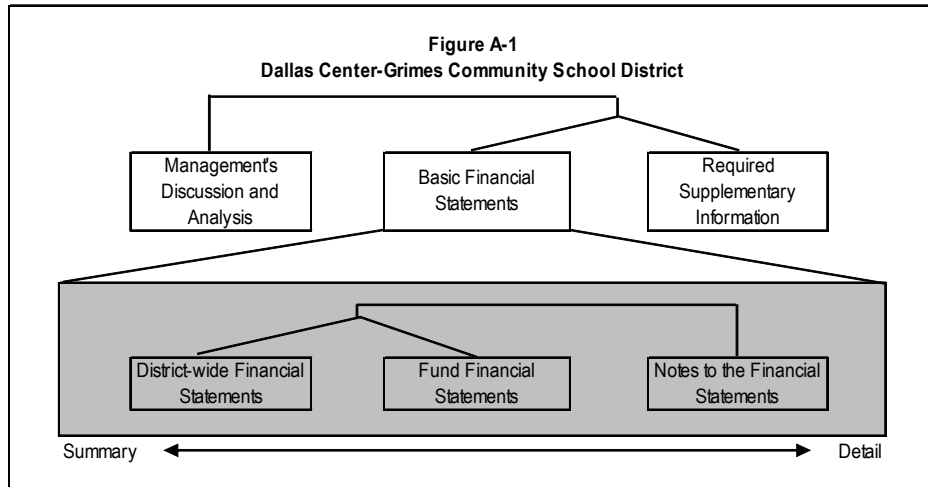 Figure A-1
Dallas Center-Grimes Community School District
Management's
Discussion and
Analysis
Basic Financial
Statements
Required
Supplementary
Information
District-wide Financial
Statements
Fund Financial
Statements
Notes to the Financial
Statements
Summary
Detail